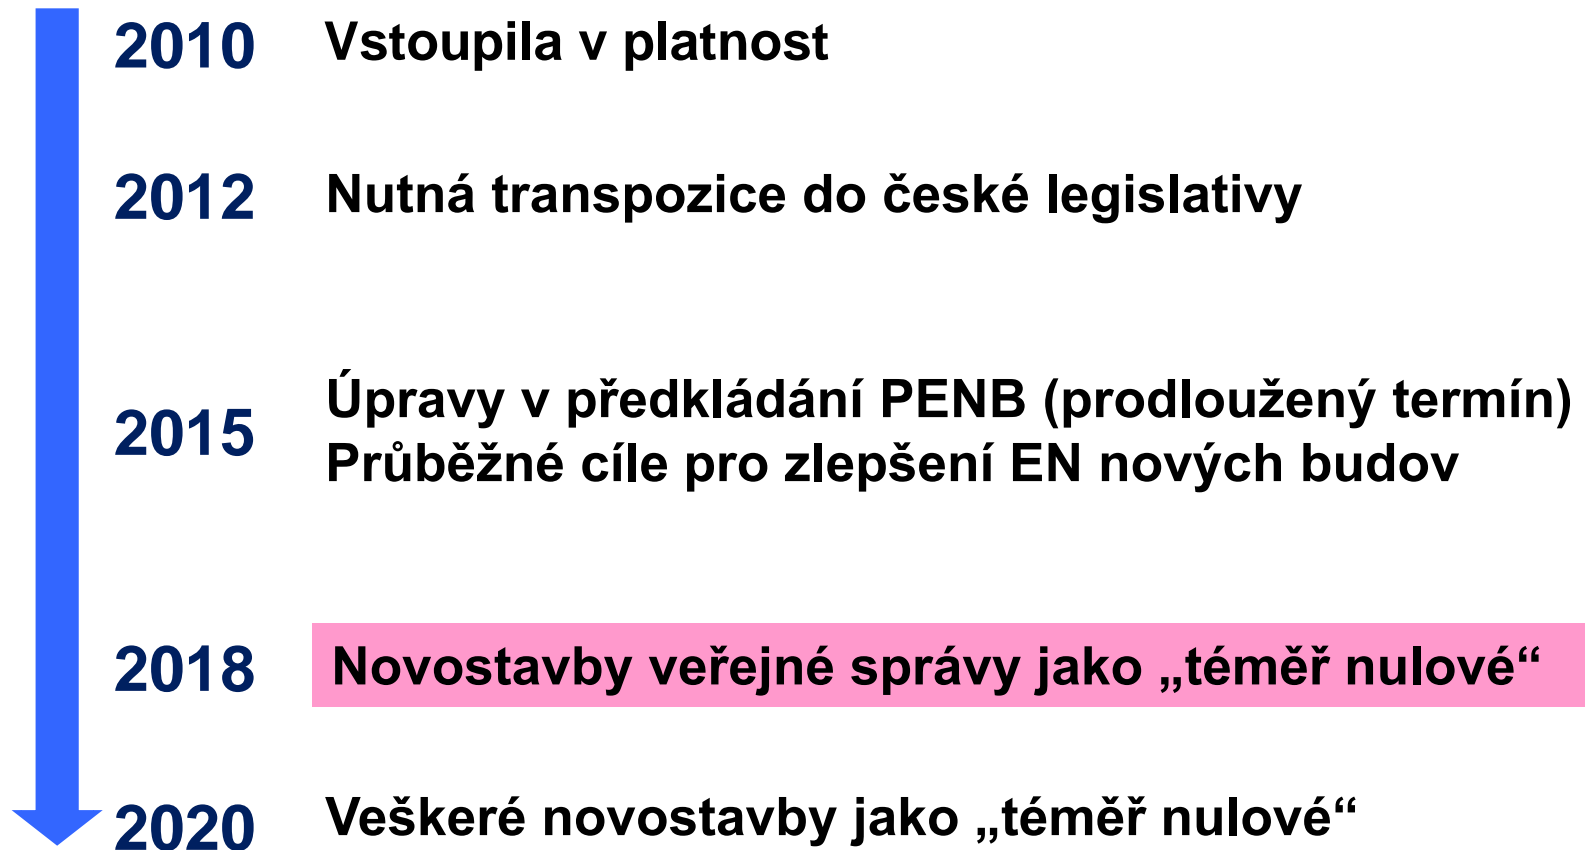 2010 Vstoupila v platnost
2012 Nutná transpozice do české legislativy
2015 Úpravy v předkládání PENB (prodloužený termín)
Průběžné cíle pro zlepšení EN nových budov
2018 Novostavby veřejné správy jako „téměř nulové“
2020 Veškeré novostavby jako „téměř nulové“